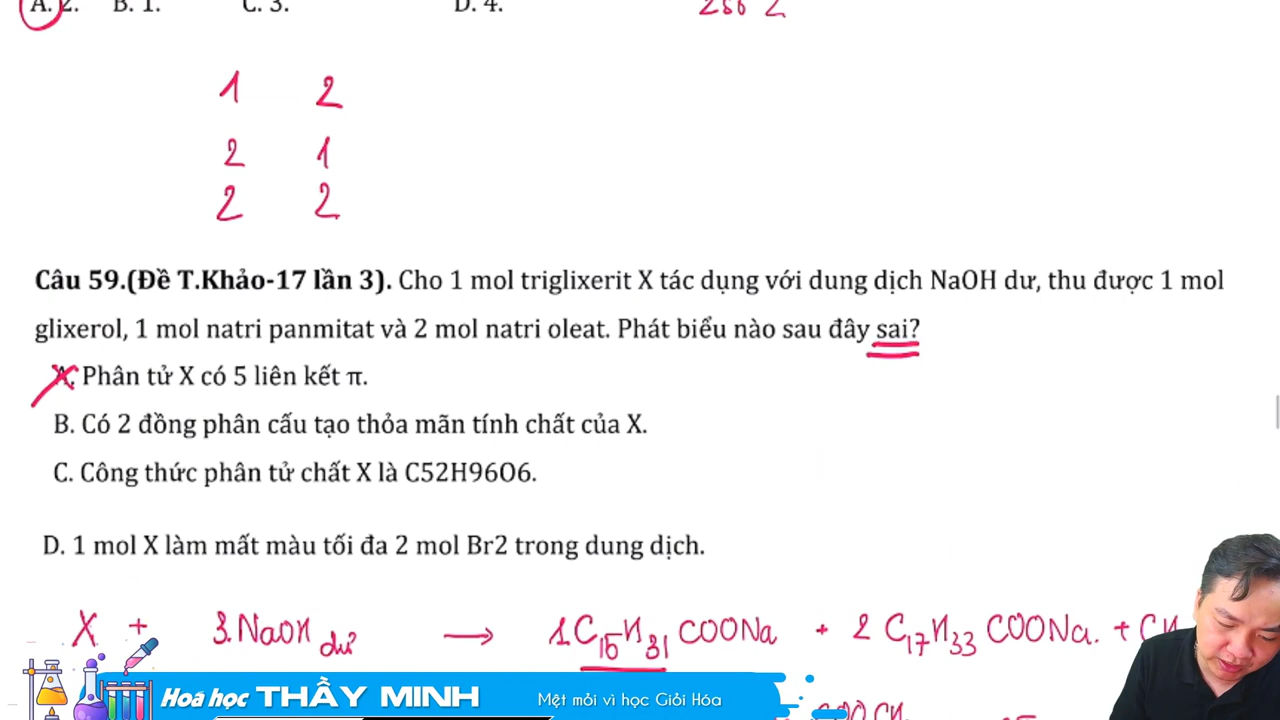 A. 2. B. 1. C. 3. D. 4.
1 2
2 1
2 2
Câu 59.(Đề T.Khảo-17 lần 3). Cho 1 mol triglixerit X tác dụng với dung dịch NaOH dư, thu được 1 mol
glixerol, 1 mol natri panmitat và 2 mol natri oleat. Phát biểu nào sau đây sai?
A. Phân tử X có 5 liên kết π.
B. Có 2 đồng phân cấu tạo thỏa mãn tính chất của X.
C. Công thức phân tử chất X là C52H96O6.
D. 1 mol X làm mất màu tối đa 2 mol Br2 trong dung dịch.
X + 3.NaOH dư → 1C15H31COONa + 2 C17H33COONa. +
Hoá học THẦY MINH Mệt mỏi vì học Giỏi Hóa